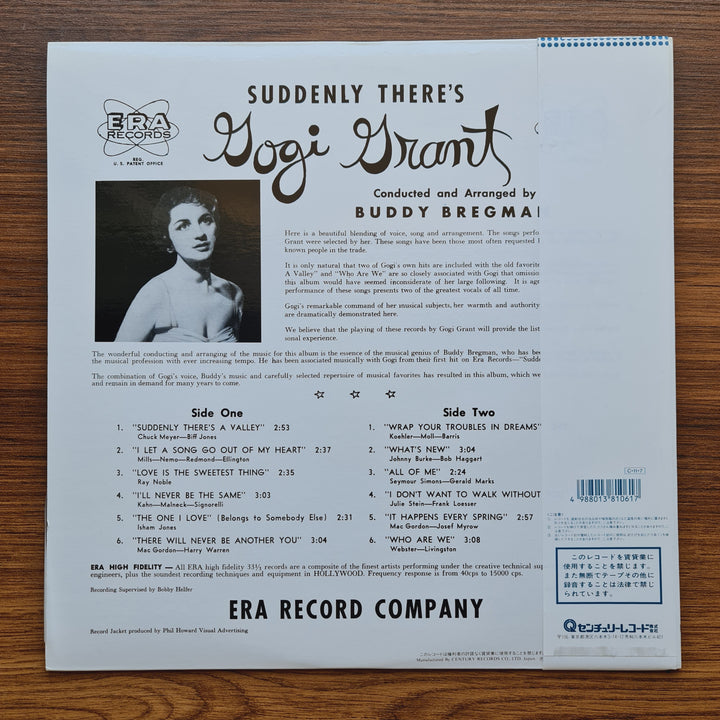 SUDDENLY THERE'S
Gogi Grant
ERA
RECORDS
REG.
U. S. PATENT OFFICE
Conducted and Arranged by
BUDDY BREGMA
Here is a beautiful blending of voice, song and arrangement. The songs perfo
Grant were selected by her. These songs have been those most often requested
known people in the trade.
It is only natural that two of Gogi's own hits are included with the old favorite
A Valley" and "Who Are We" are so closely associated with Gogi that omission
this album would have seemed inconsiderate of her large following. It is ag
performance of these songs presents two of the greatest vocals of all time.
Gogi's remarkable command of her musical subjects, her warmth and authority
are dramatically demonstrated here.
We believe that the playing of these records by Gogi Grant will provide the list
sonal experience.
The wonderful conducting and arranging of the music for this album is the essence of the musical genius of Buddy Bregman, who has be
the musical profession with ever increasing tempo. He has been associated musically with Gogi from their first hit on Era Records—"Sudde
The combination of Gogi's voice, Buddy's music and carefully selected repertoire of musical favorites has resulted in this album, which we
and remain in demand for many years to come.
Side One
1. "SUDDENLY THERE'S A VALLEY" 2:53
Chuck Meyer—Biff Jones
2. "I LET A SONG GO OUT OF MY HEART" 2:37
Mills—Nemo—Redmond—Ellington
3. "LOVE IS THE SWEETEST THING" 2:35
Ray Noble
4. "I'LL NEVER BE THE SAME" 3:03
Kahn—Malneck—Signorelli
5. "THE ONE I LOVE" (Belongs to Somebody Else) 2:31
Isham Jones
6. "THERE WILL NEVER BE ANOTHER YOU" 3:04
Mac Gordon—Harry Warren
Side Two
1. "WRAP YOUR TROUBLES IN DREAMS"
Koehler—Moll—Barris
2. "WHAT'S NEW" 3:04
Johnny Burke—Bob Haggert
3. "ALL OF ME" 2:24
Seymour Simons—Gerald Marks
4. "I DON'T WANT TO WALK WITHOUT
Julie Stein—Frank Loesser
5. "IT HAPPENS EVERY SPRING" 2:57
Mac Gordon—Josef Myrow
6. "WHO ARE WE" 3:08
Webster—Livingston
ERA HIGH FIDELITY — All ERA high fidelity 33⅓ records are a composite of the finest artists performing under the creative technical sup
engineers, plus the soundest recording techniques and equipment in HOLLYWOOD. Frequency response is from 40cps to 15000 cps.
Recording Supervised by Bobby Helfer
ERA RECORD COMPANY
Record Jacket produced by Phil Howard Visual Advertising
Manufactured By CENTURY RECORDS CO., LTD. Japan.
C-11-7
4 988013 810617
このレコードを賃貸業に
使用することを禁じます。
また無断でテープその他に
録音することは法律で禁じ
られています。
Qセンチュリーレコード株式会社